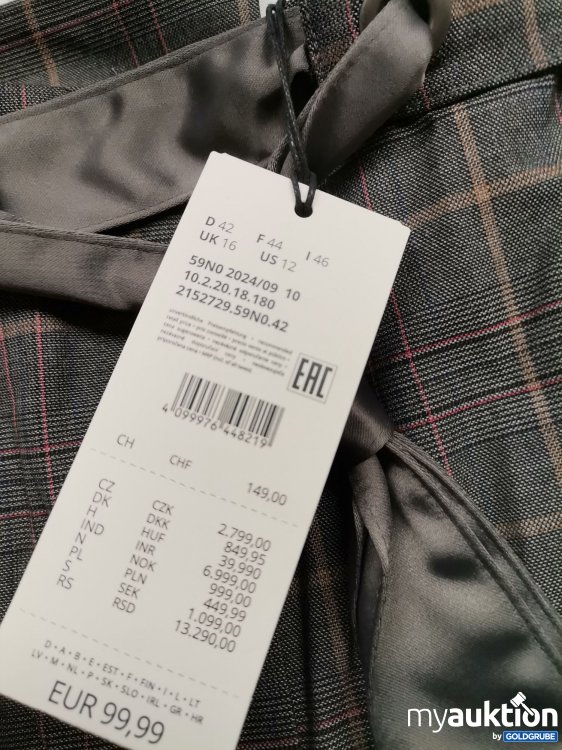 D 42 F 44 I 46
UK 16 US 12
59N0 2024/09 10
10.2.20.18.180
2152729.59N0.42
EAC
4 099976 448219
CH CHF 149,00
CZ CZK 2.799,00
DK DKK 849,95
H HUF 39,990
IND INR 6.999,00
N NOK 999,00
PL PLN 449,99
S SEK 1.099,00
RS RSD 13.290,00
D • A • B • E • EST • F • FIN • I • L • LT
LV • M • NL • P • SK • SLO • IRL • GR • HR
EUR 99,99
myauktion
by GOLDGRUBE